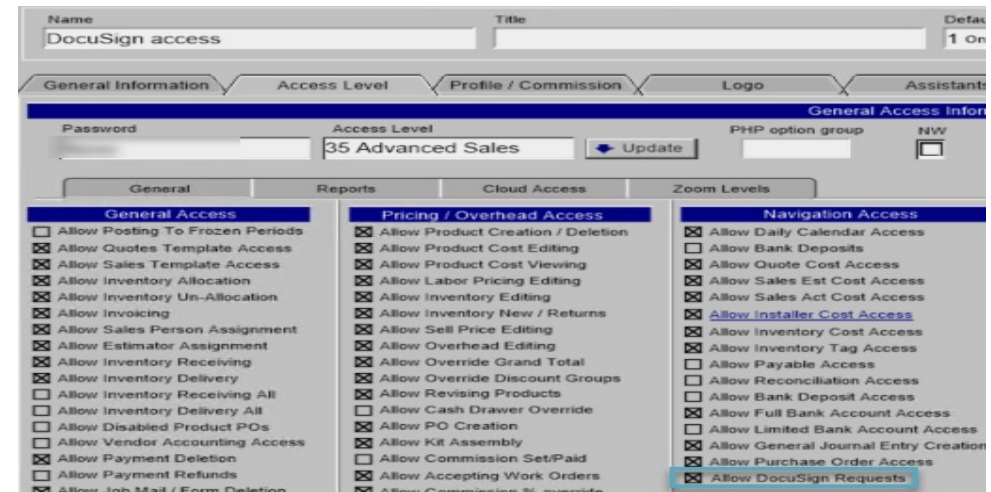 Name Title Defau
DocuSign access 1 On
General Information Access Level Profile / Commission Logo Assistants
General Access Infor
Password Access Level PHP option group NW
35 Advanced Sales Update
General Reports Cloud Access Zoom Levels
General Access
Allow Posting To Frozen Periods
Allow Quotes Template Access
Allow Sales Template Access
Allow Inventory Allocation
Allow Inventory Un-Allocation
Allow Invoicing
Allow Sales Person Assignment
Allow Estimator Assignment
Allow Inventory Receiving
Allow Inventory Delivery
Allow Inventory Receiving All
Allow Inventory Delivery All
Allow Disabled Product POs
Allow Vendor Accounting Access
Allow Payment Deletion
Allow Payment Refunds
Allow Job Mail / Form Deletion
Pricing / Overhead Access
Allow Product Creation / Deletion
Allow Product Cost Editing
Allow Product Cost Viewing
Allow Labor Pricing Editing
Allow Inventory Editing
Allow Inventory New / Returns
Allow Sell Price Editing
Allow Overhead Editing
Allow Override Grand Total
Allow Override Discount Groups
Allow Revising Products
Allow Cash Drawer Override
Allow PO Creation
Allow Kit Assembly
Allow Commission Set/Paid
Allow Accepting Work Orders
Allow Commission % override
Navigation Access
Allow Daily Calendar Access
Allow Bank Deposits
Allow Quote Cost Access
Allow Sales Est Cost Access
Allow Sales Act Cost Access
Allow Installer Cost Access
Allow Inventory Cost Access
Allow Inventory Tag Access
Allow Payable Access
Allow Reconciliation Access
Allow Bank Deposit Access
Allow Full Bank Account Access
Allow Limited Bank Account Access
Allow General Journal Entry Creation
Allow Purchase Order Access
Allow DocuSign Requests